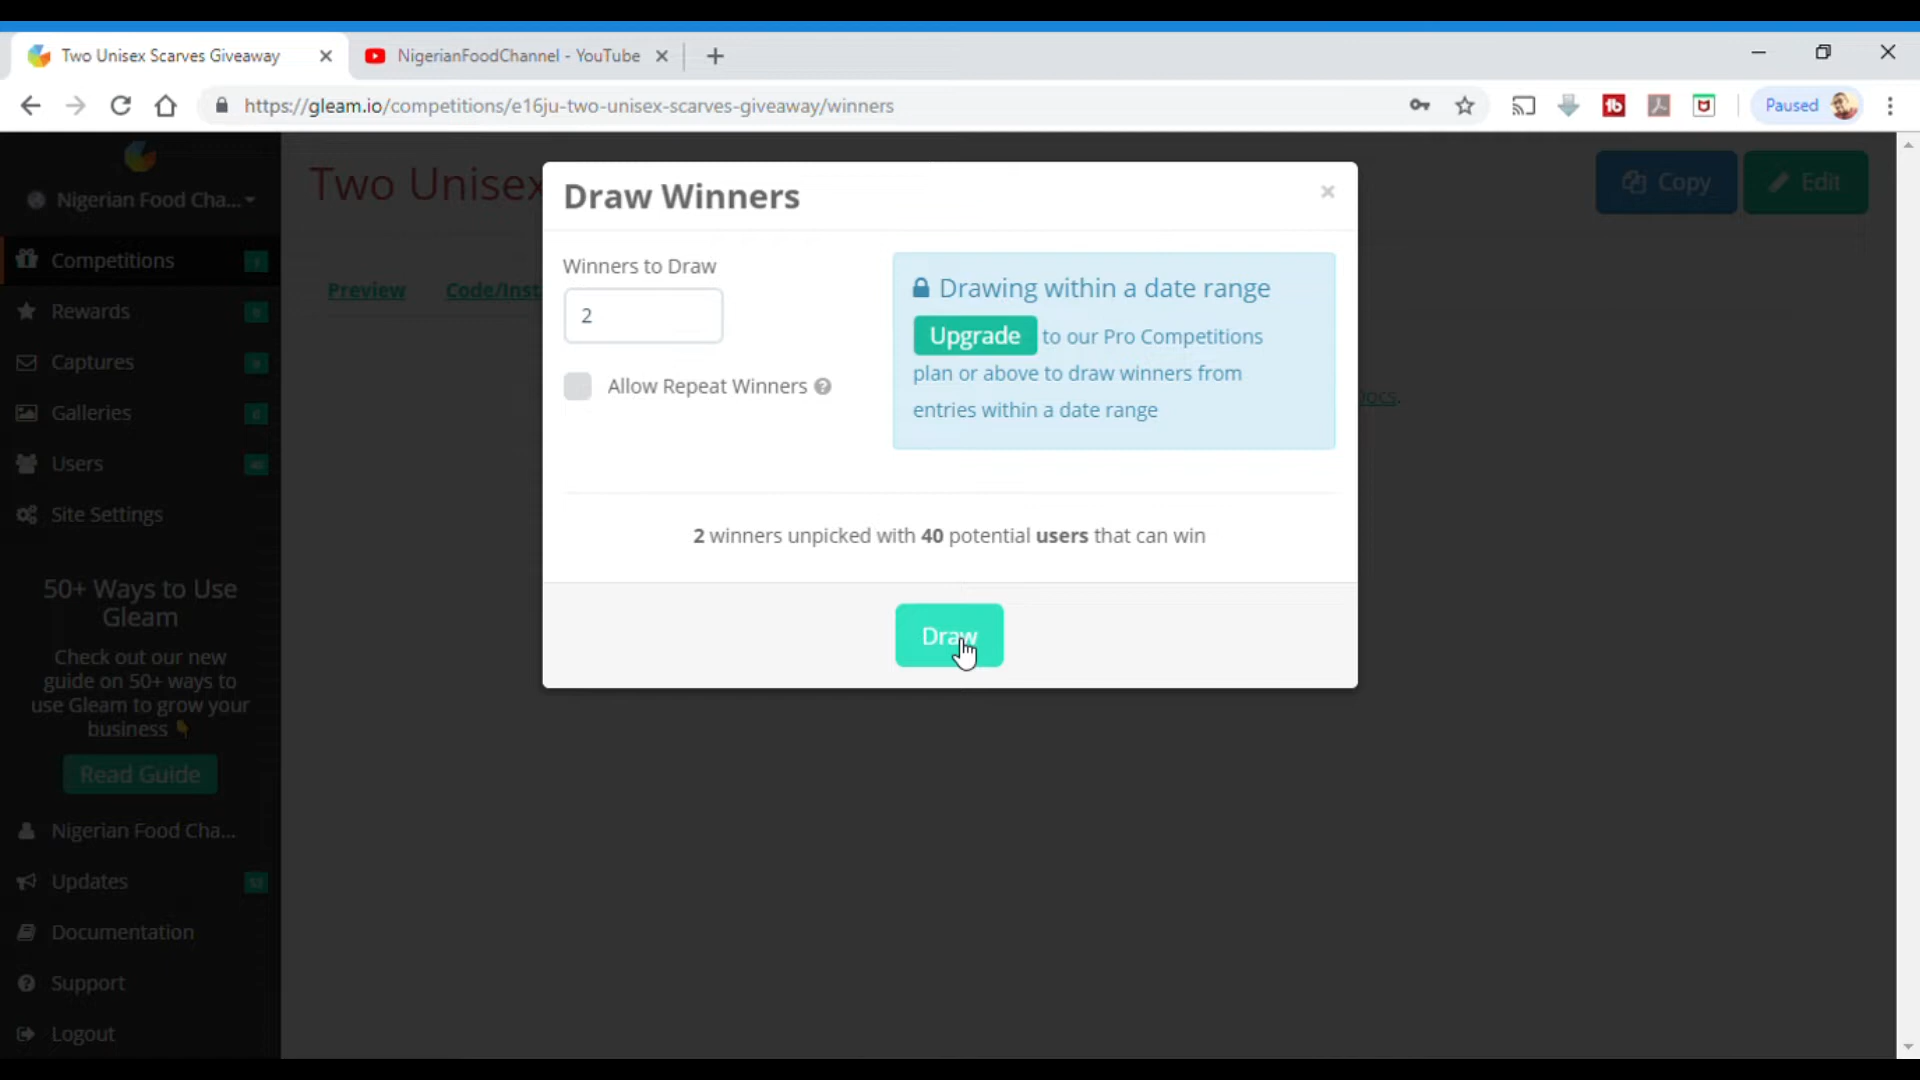 Two Unisex Scarves Giveaway
NigerianFoodChannel - YouTube
https://gleam.io/competitions/e16ju-two-unisex-scarves-giveaway/winners
Paused
Nigerian Food Cha...
Competitions
Rewards
Captures
Galleries
Users
Site Settings
50+ Ways to Use
Gleam
Check out our new
guide on 50+ ways to
use Gleam to grow your
business
Read Guide
Nigerian Food Cha...
Updates
Documentation
Support
Logout
Two Unisex
Copy
Edit
Preview
Code/Inst
Draw Winners
×
Winners to Draw
2
Allow Repeat Winners
Drawing within a date range
Upgrade to our Pro Competitions
plan or above to draw winners from
entries within a date range
2 winners unpicked with 40 potential users that can win
Draw